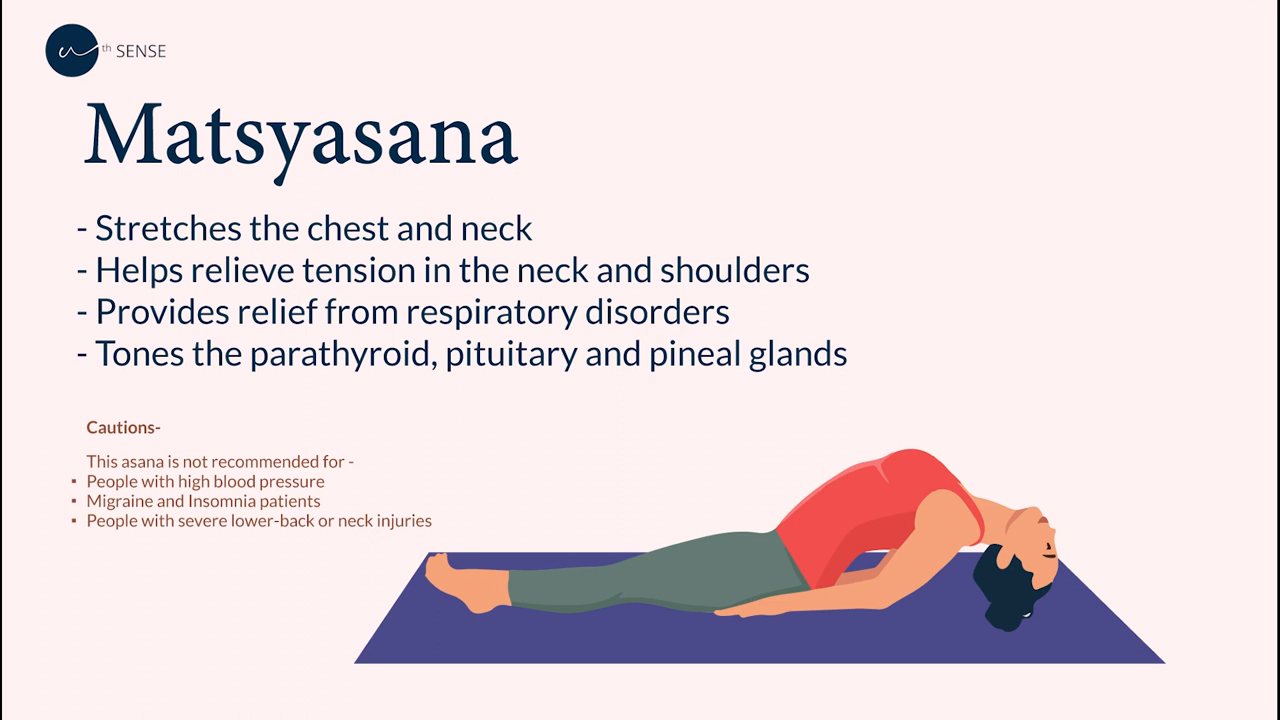 th SENSE
Matsyasana
- Stretches the chest and neck
- Helps relieve tension in the neck and shoulders
- Provides relief from respiratory disorders
- Tones the parathyroid, pituitary and pineal glands
Cautions-
This asana is not recommended for -
▪ People with high blood pressure
▪ Migraine and Insomnia patients
▪ People with severe lower-back or neck injuries